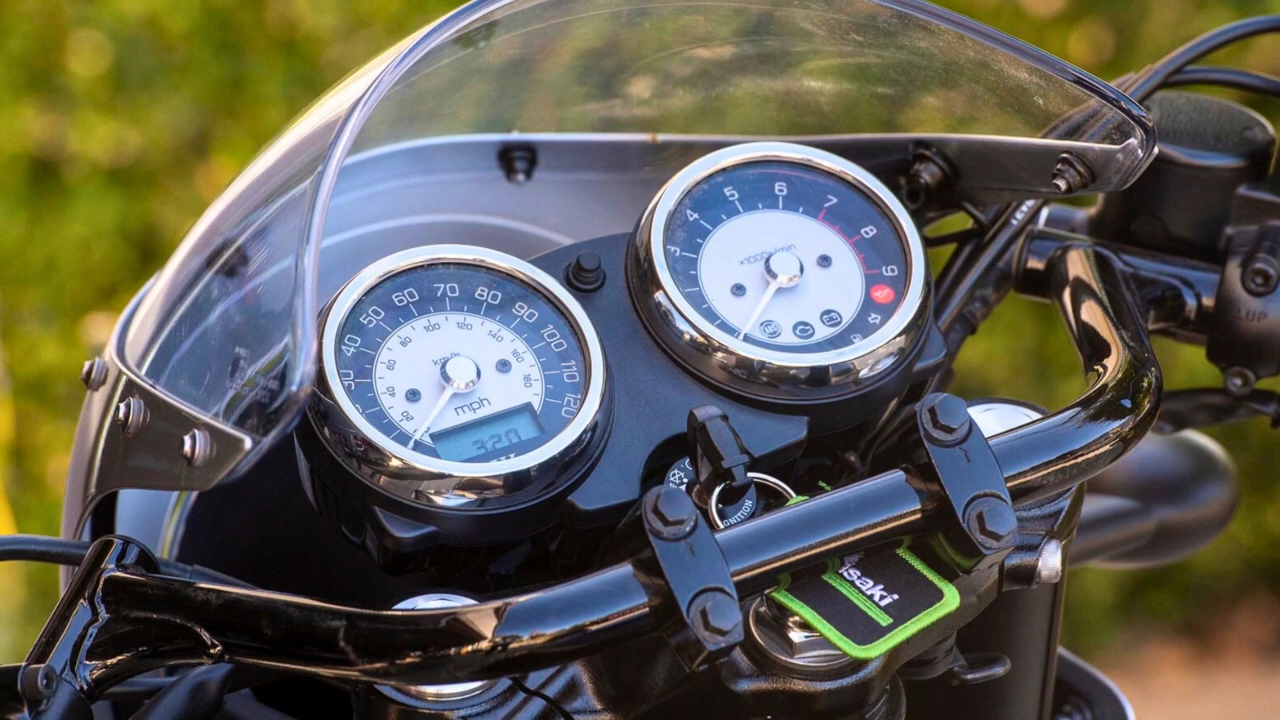 30 40 50 60 70 80 90 100 110 120
20 40 60 80 100 120 140 160 180
km/h
mph
320
3 4 5 6 7 8 9
×1000r/min
IGNITION
saki